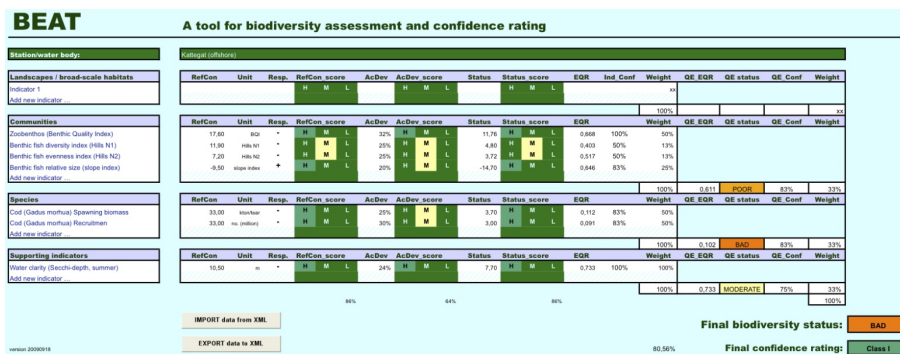 BEAT A tool for biodiversity assessment and confidence rating
Station/water body: Kattegat (offshore)
Landscapes / broad-scale habitats RefCon Unit Resp. RefCon_score AcDev AcDev_score Status Status_score EQR Ind_Conf Weight QE_EQR QE status QE_Conf Weight
Indicator 1 H M L H M L H M L xx
Add new indicator ...
100% xx
Communities RefCon Unit Resp. RefCon_score AcDev AcDev_score Status Status_score EQR Ind_Conf Weight QE_EQR QE status QE_Conf Weight
Zoobenthos (Benthic Quality Index) 17,60 BQI - H M L 32% H M L 11,76 H M L 0,668 100% 50%
Benthic fish diversity index (Hills N1) 11,90 Hills N1 - H M L 25% H M L 4,80 H M L 0,403 50% 13%
Benthic fish evenness index (Hills N2) 7,20 Hills N2 - H M L 25% H M L 3,72 H M L 0,517 50% 13%
Benthic fish relative size (slope index) -9,50 slope index + H M L 20% H M L -14,70 H M L 0,646 83% 25%
Add new indicator ...
100% 0,611 POOR 83% 33%
Species RefCon Unit Resp. RefCon_score AcDev AcDev_score Status Status_score EQR Ind_Conf Weight QE_EQR QE status QE_Conf Weight
Cod (Gadus morhua) Spawning biomass 33,00 - H M L 25% H M L 3,70 H M L 0,112 83% 50%
Cod (Gadus morhua) Recruitmen 33,00 no. (million) - H M L 30% H M L 3,00 H M L 0,091 83% 50%
Add new indicator ...
100% 0,102 BAD 83% 33%
Supporting indicators RefCon Unit Resp. RefCon_score AcDev AcDev_score Status Status_score EQR Ind_Conf Weight QE_EQR QE status QE_Conf Weight
Water clarity (Secchi-depth, summer) 10,50 m - H M L 24% H M L 7,70 H M L 0,733 100% 100%
Add new indicator ...
100% 0,733 MODERATE 75% 33%
86% 64% 86% 100%
IMPORT data from XML
Final biodiversity status: BAD
EXPORT data to XML
version 20090918 80,56% Final confidence rating: Class I